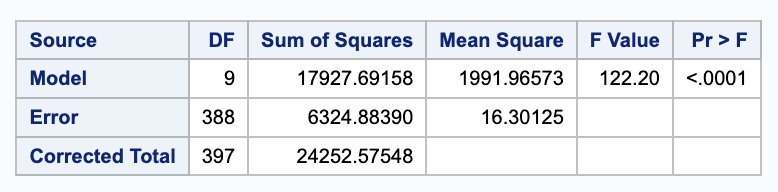 Source DF Sum of Squares Mean Square F Value Pr > F
Model 9 17927.69158 1991.96573 122.20 <.0001
Error 388 6324.88390 16.30125
Corrected Total 397 24252.57548